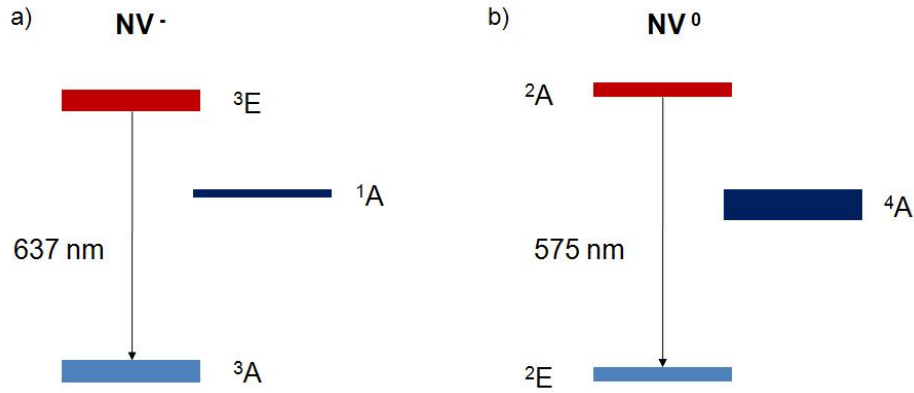 a) NV⁻
³E
¹A
637 nm
³A
b) NV⁰
²A
⁴A
575 nm
²E